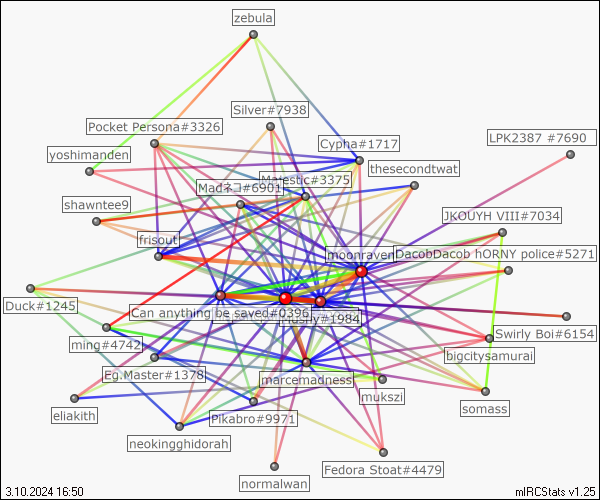 zebula
Silver#7938
Pocket Persona#3326
LPK2387 #7690
Cypha#1717
yoshimanden
thesecondtwat
Majestic#3375
Madネコ#6901
shawntee9
JKOUYH VIII#7034
frisout
moonraven
DacobDacob hORNY police#5271
Duck#1245
Can anything be saved#0396
#1984
Swirly Boi#6154
ming#4742
bigcitysamurai
Eg.Master#1378
marcemadness
mukszi
somass
eliakith
Pikabro#9971
neokingghidorah
Fedora Stoat#4479
normalwan
3.10.2024 16:50
mIRCStats v1.25